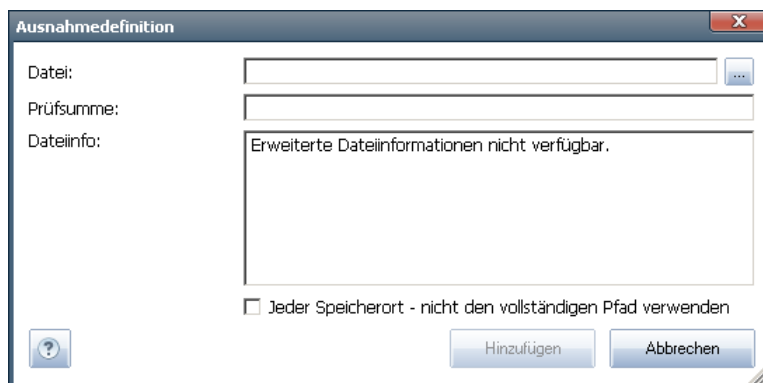 Ausnahmedefinition
X
Datei:
...
Prüfsumme:
Dateiinfo:
Erweiterte Dateiinformationen nicht verfügbar.
Jeder Speicherort - nicht den vollständigen Pfad verwenden
?
Hinzufügen
Abbrechen